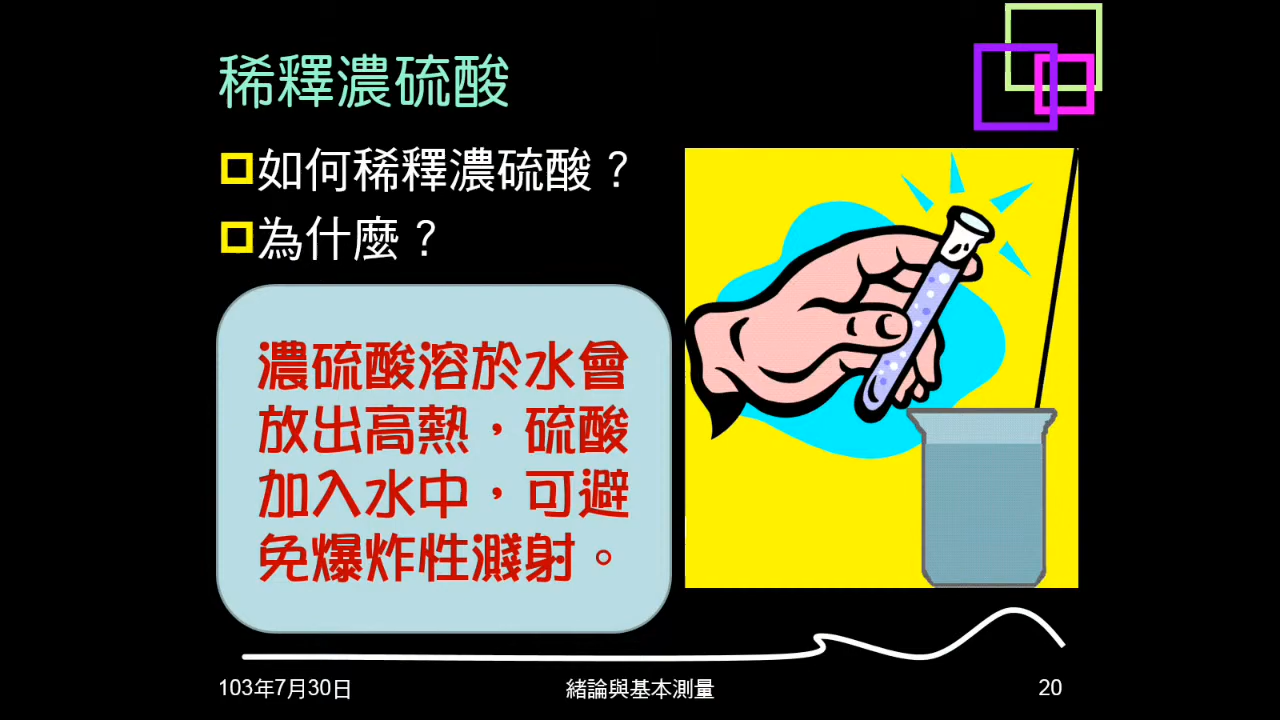 稀釋濃硫酸
如何稀釋濃硫酸？
為什麼？
濃硫酸溶於水會
放出高熱，硫酸
加入水中，可避
免爆炸性濺射。
103年7月30日
緒論與基本測量
20